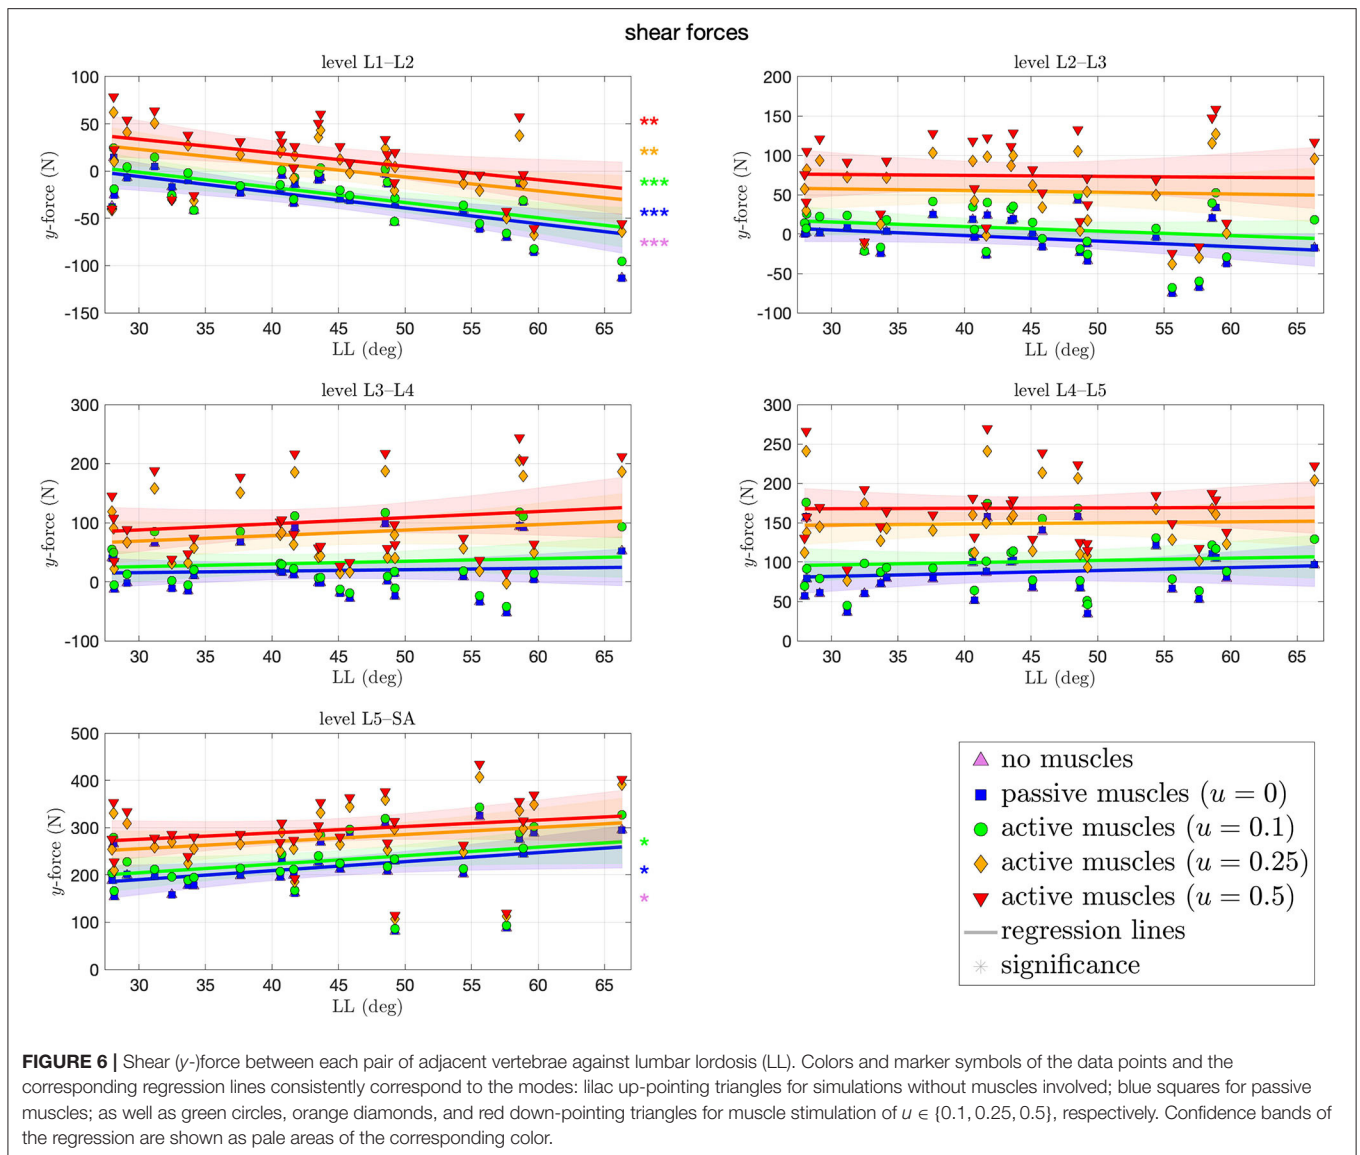 shear forces
level L1–L2
100
50
0
-50
-100
-150
y-force (N)
30 35 40 45 50 55 60 65
LL (deg)
**
**
***
***
***
level L2–L3
200
150
100
50
0
-50
-100
y-force (N)
30 35 40 45 50 55 60 65
LL (deg)
level L3–L4
300
200
100
0
-100
y-force (N)
30 35 40 45 50 55 60 65
LL (deg)
level L4–L5
300
250
200
150
100
50
0
y-force (N)
30 35 40 45 50 55 60 65
LL (deg)
level L5–SA
500
400
300
200
100
0
y-force (N)
30 35 40 45 50 55 60 65
LL (deg)
*
*
*
no muscles
passive muscles (u = 0)
active muscles (u = 0.1)
active muscles (u = 0.25)
active muscles (u = 0.5)
regression lines
significance
FIGURE 6 | Shear (y-)force between each pair of adjacent vertebrae against lumbar lordosis (LL). Colors and marker symbols of the data points and the
corresponding regression lines consistently correspond to the modes: lilac up-pointing triangles for simulations without muscles involved; blue squares for passive
muscles; as well as green circles, orange diamonds, and red down-pointing triangles for muscle stimulation of u ∈ {0.1, 0.25, 0.5}, respectively. Confidence bands of
the regression are shown as pale areas of the corresponding color.